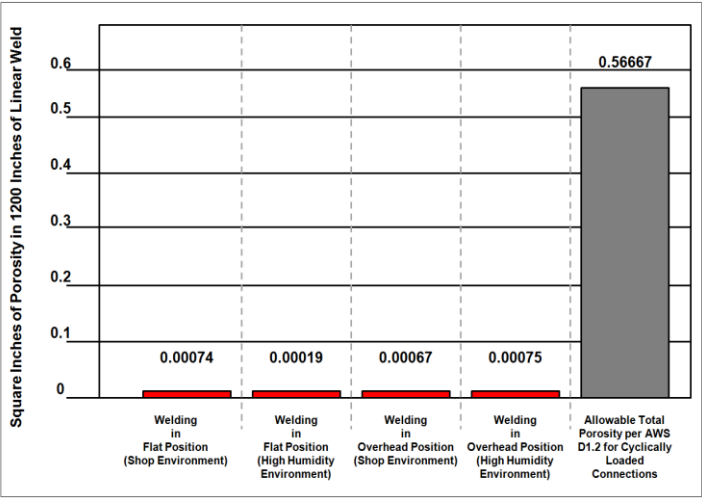 Square Inches of Porosity in 1200 Inches of Linear Weld
0.6
0.5
0.4
0.3
0.2
0.1
0
0.00074
0.00019
0.00067
0.00075
0.56667
Welding
in
Flat Position
(Shop Environment)
Welding
in
Flat Position
(High Humidity
Environment)
Welding
in
Overhead Position
(Shop Environment)
Welding
in
Overhead Position
(High Humidity
Environment)
Allowable Total
Porosity per AWS
D1.2 for Cyclically
Loaded
Connections